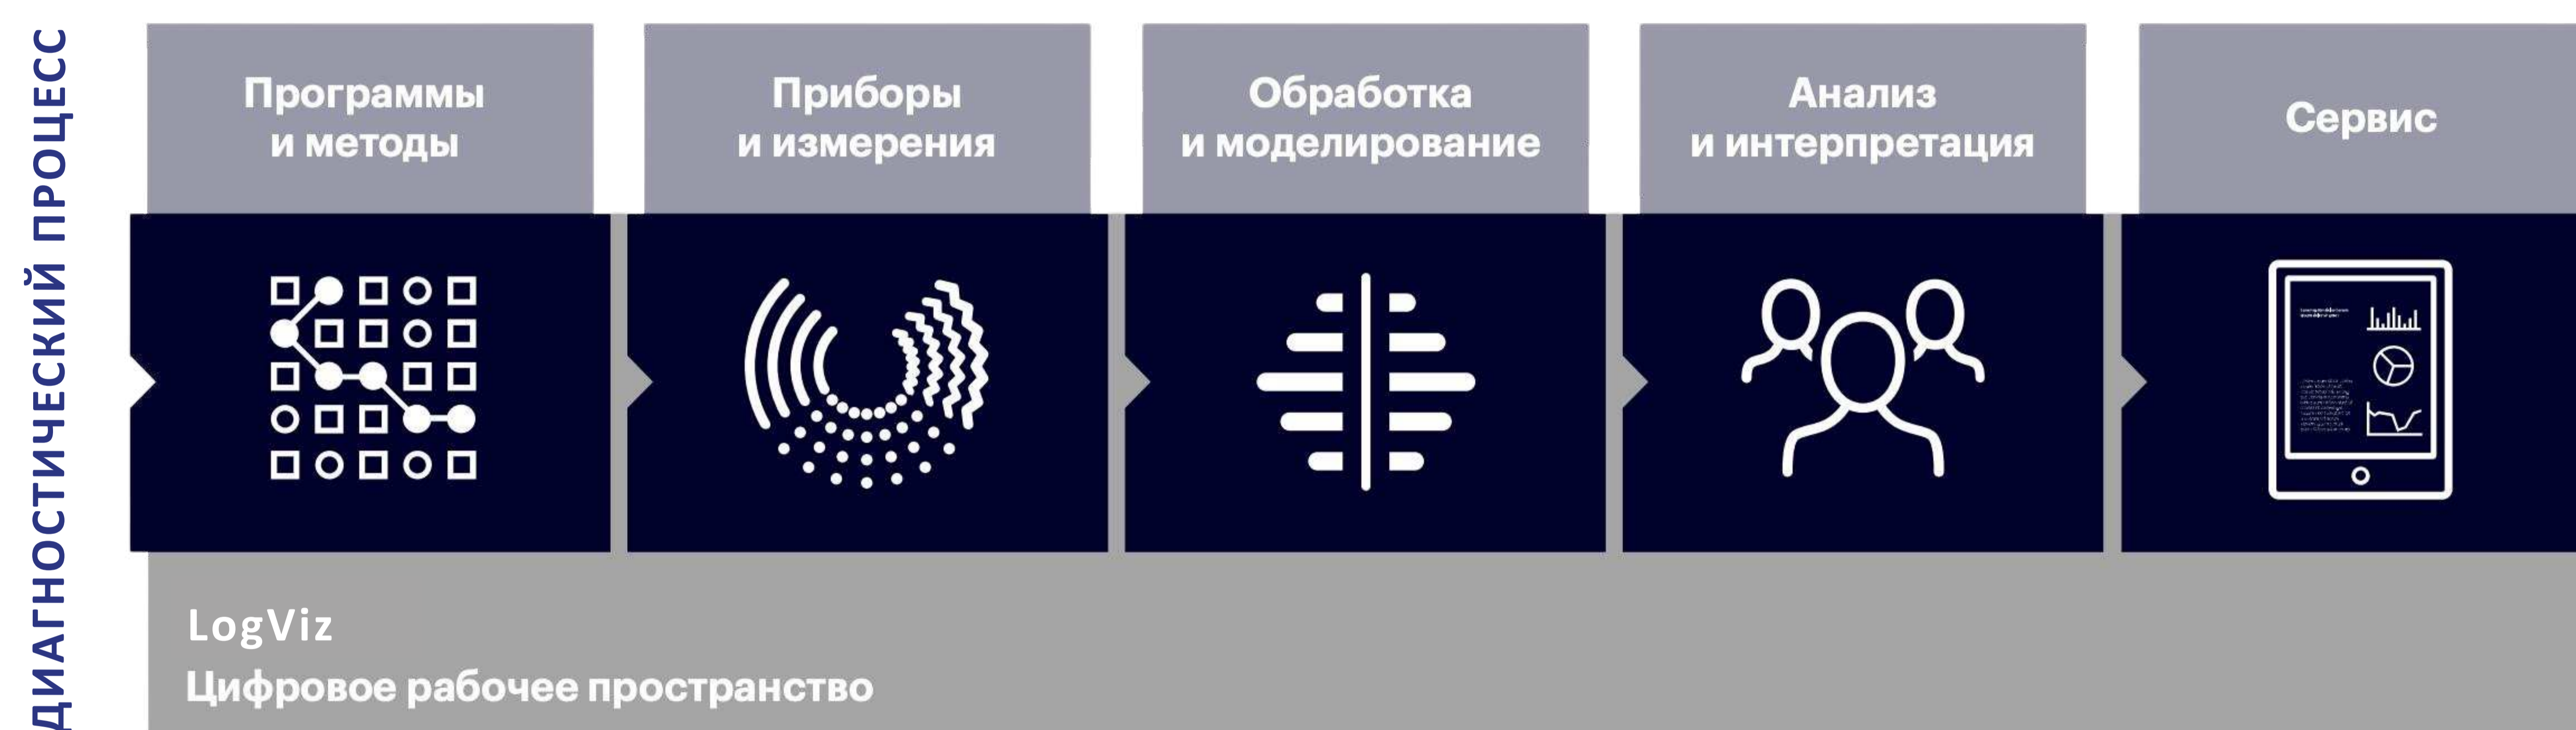 ДИАГНОСТИЧЕСКИЙ ПРОЦЕСС
Программы
и методы
Приборы
и измерения
Обработка
и моделирование
Анализ
и интерпретация
Сервис
LogViz
Цифровое рабочее пространство